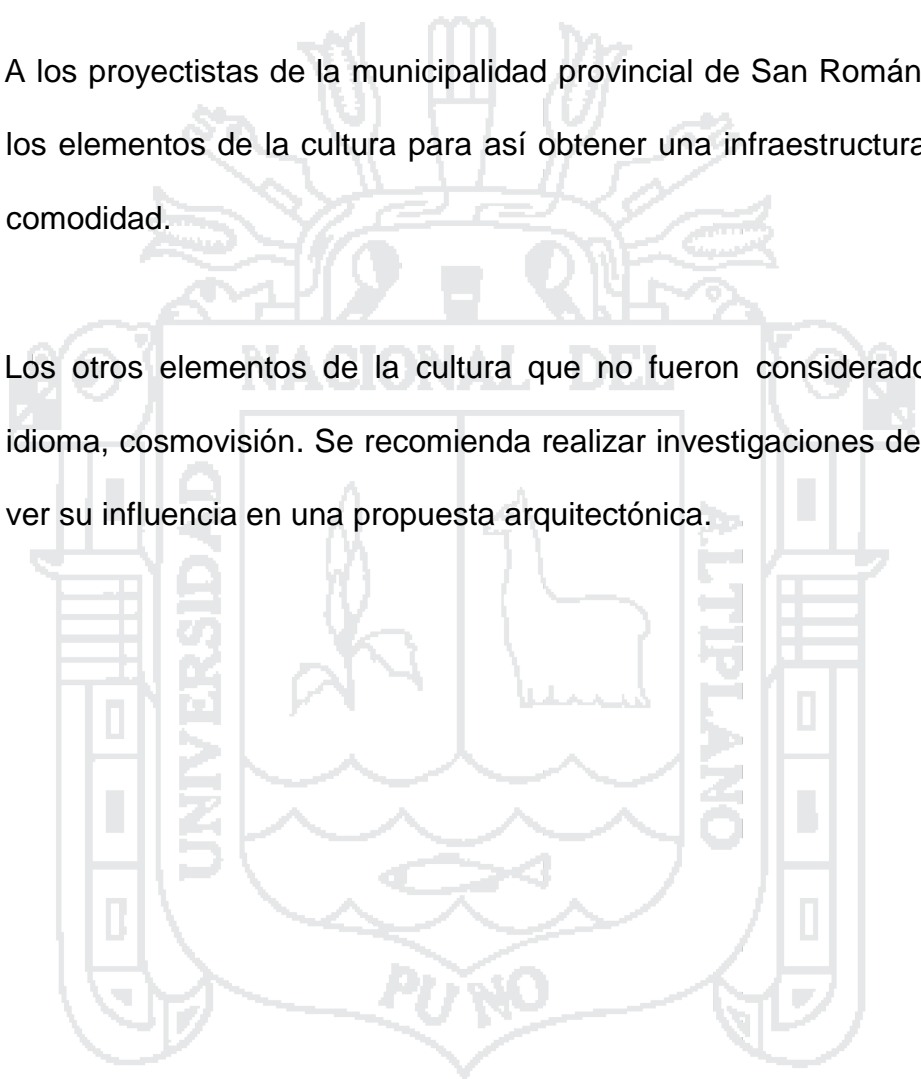 A los proyectistas de la municipalidad provincial de San Román
los elementos de la cultura para así obtener una infraestructura
comodidad.
NACIONAL DEL
Los otros elementos de la cultura que no fueron considerado
idioma, cosmovisión. Se recomienda realizar investigaciones de
ver su influencia en una propuesta arquitectónica.
UNIVERSIDAD
ALTIPLANO
PUNO